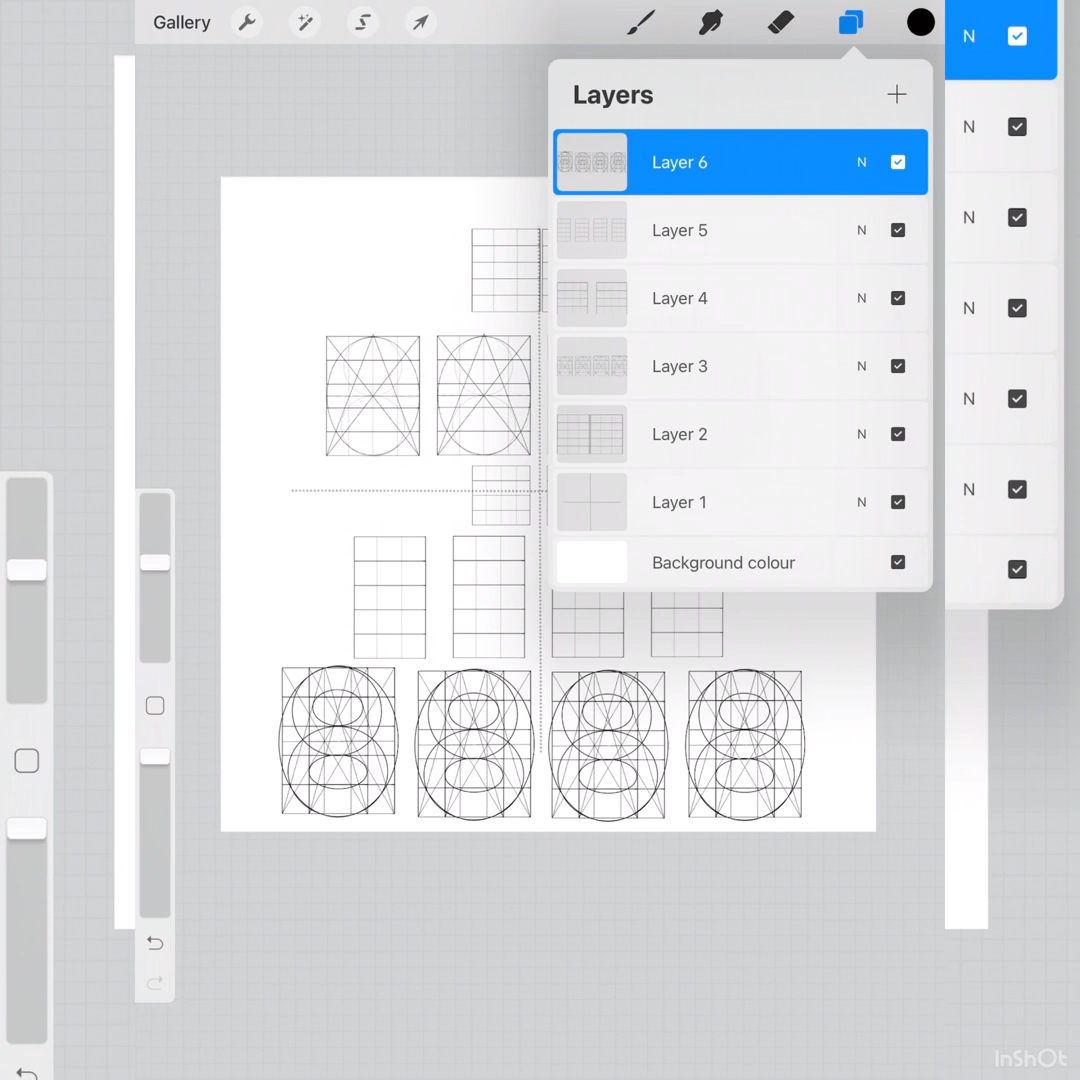 Gallery
N
Layers
Layer 6 N
N
Layer 5 N
N
Layer 4 N
N
Layer 3 N
N
Layer 2 N
N
Layer 1 N
Background colour
InShOt